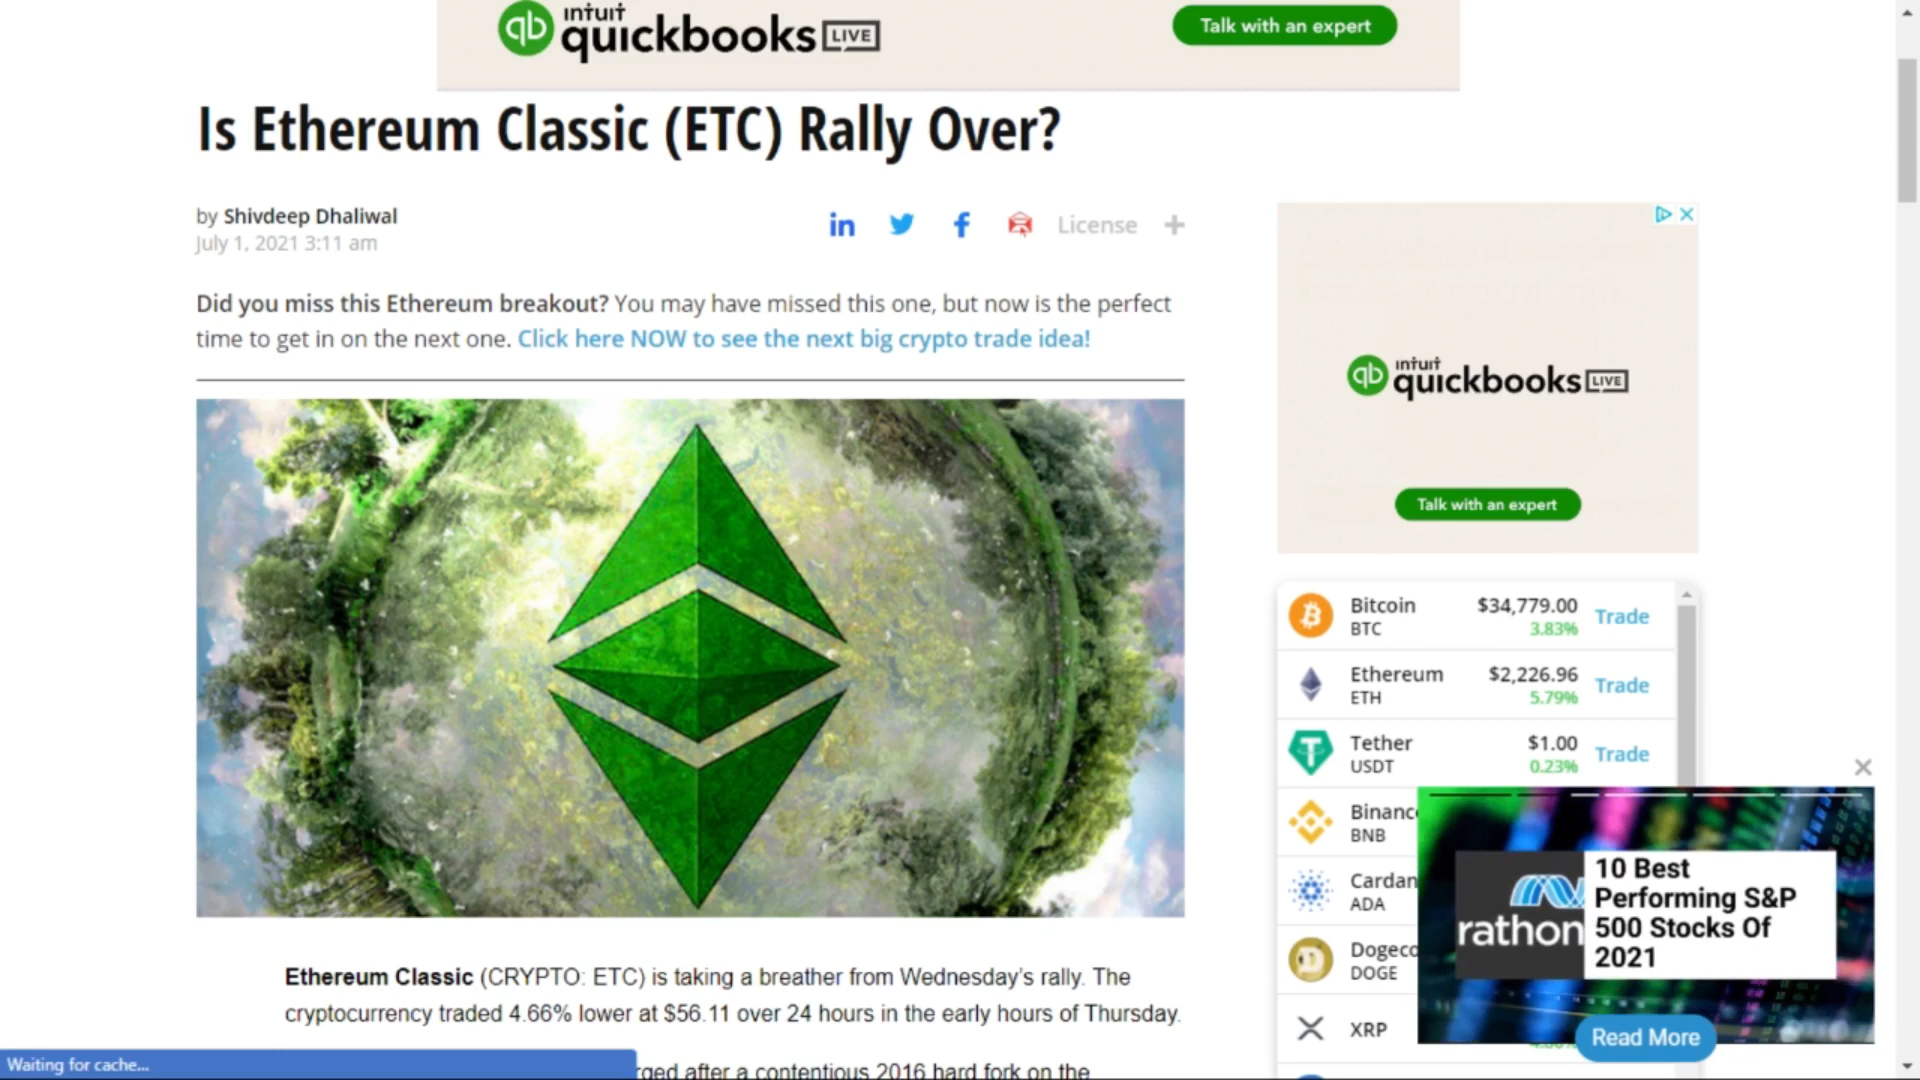 intuit
quickbooks LIVE
Talk with an expert
Is Ethereum Classic (ETC) Rally Over?
by Shivdeep Dhaliwal
July 1, 2021 3:11 am
License
Did you miss this Ethereum breakout? You may have missed this one, but now is the perfect
time to get in on the next one. Click here NOW to see the next big crypto trade idea!
intuit
quickbooks LIVE
Talk with an expert
Bitcoin $34,779.00 Trade
BTC 3.83%
Ethereum $2,226.96 Trade
ETH 5.79%
Tether $1.00 Trade
USDT 0.23%
Binanc
BNB
Cardan
ADA
Dogeco
DOGE
XRP
rathon
10 Best
Performing S&P
500 Stocks Of
2021
Read More
Ethereum Classic (CRYPTO: ETC) is taking a breather from Wednesday's rally. The
cryptocurrency traded 4.66% lower at $56.11 over 24 hours in the early hours of Thursday.
rged after a contentious 2016 hard fork on the
Waiting for cache...